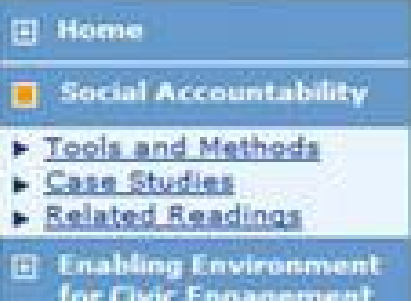 Home
Social Accountability
Tools and Methods
Case Studies
Related Readings
Enabling Environment
for Civic Engagement